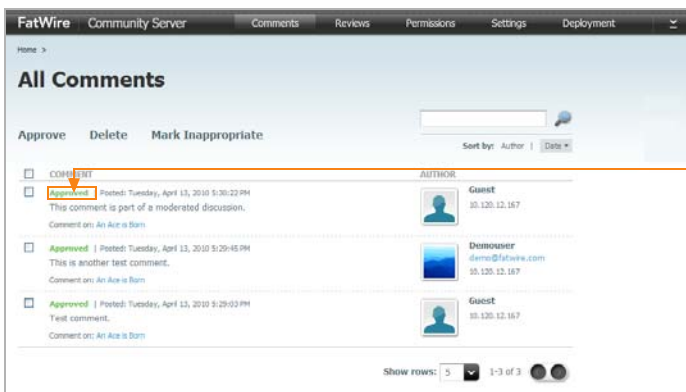 FatWire Community Server Comments Reviews Permissions Settings Deployment
Home >
All Comments
Approve Delete Mark Inappropriate
Sort by: Author | Date
COMMENT AUTHOR
Approved | Posted: Tuesday, April 13, 2010 5:30:22 PM
This comment is part of a moderated discussion.
Comment on: An Ace is Born
Guest
10.120.12.167
Approved | Posted: Tuesday, April 13, 2010 5:29:45 PM
This is another test comment.
Comment on: An Ace is Born
Demouser
demo@fatwire.com
10.120.12.167
Approved | Posted: Tuesday, April 13, 2010 5:29:03 PM
Test comment.
Comment on: An Ace is Born
Guest
10.120.12.167
Show rows: 5 1-3 of 3